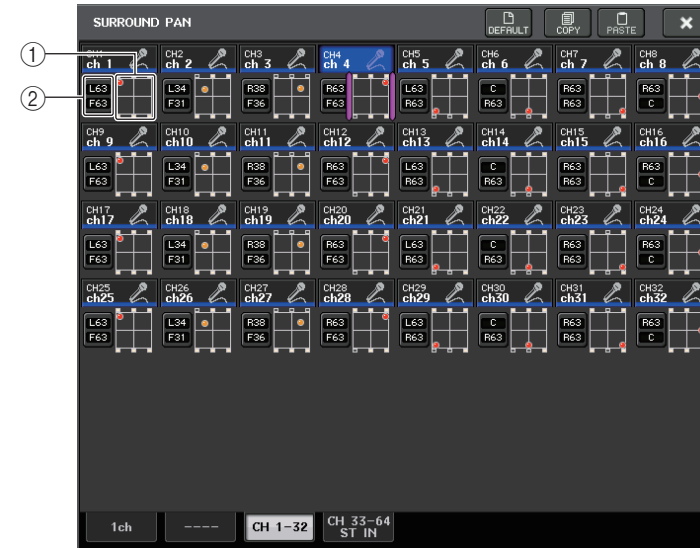 SURROUND PAN DEFAULT COPY PASTE ×
① CH1 CH2 CH3 CH4 CH5 CH6 CH7 CH8
ch 1 ch 2 ch 3 ch 4 ch 5 ch 6 ch 7 ch 8
② L63 L34 R38 R63 L63 C R63 R63
F63 F31 F36 F63 R63 R63 R63 C
CH9 CH10 CH11 CH12 CH13 CH14 CH15 CH16
ch 9 ch10 ch11 ch12 ch13 ch14 ch15 ch16
L63 L34 R38 R63 L63 C R63 R63
F63 F31 F36 F63 R63 R63 R63 C
CH17 CH18 CH19 CH20 CH21 CH22 CH23 CH24
ch17 ch18 ch19 ch20 ch21 ch22 ch23 ch24
L63 L34 R38 R63 L63 C R63 R63
F63 F31 F36 F63 R63 R63 R63 C
CH25 CH26 CH27 CH28 CH29 CH30 CH31 CH32
ch25 ch26 ch27 ch28 ch29 ch30 ch31 ch32
L63 L34 R38 R63 L63 C R63 R63
F63 F31 F36 F63 R63 R63 R63 C
1ch ---- CH 1-32 CH 33-64
ST IN